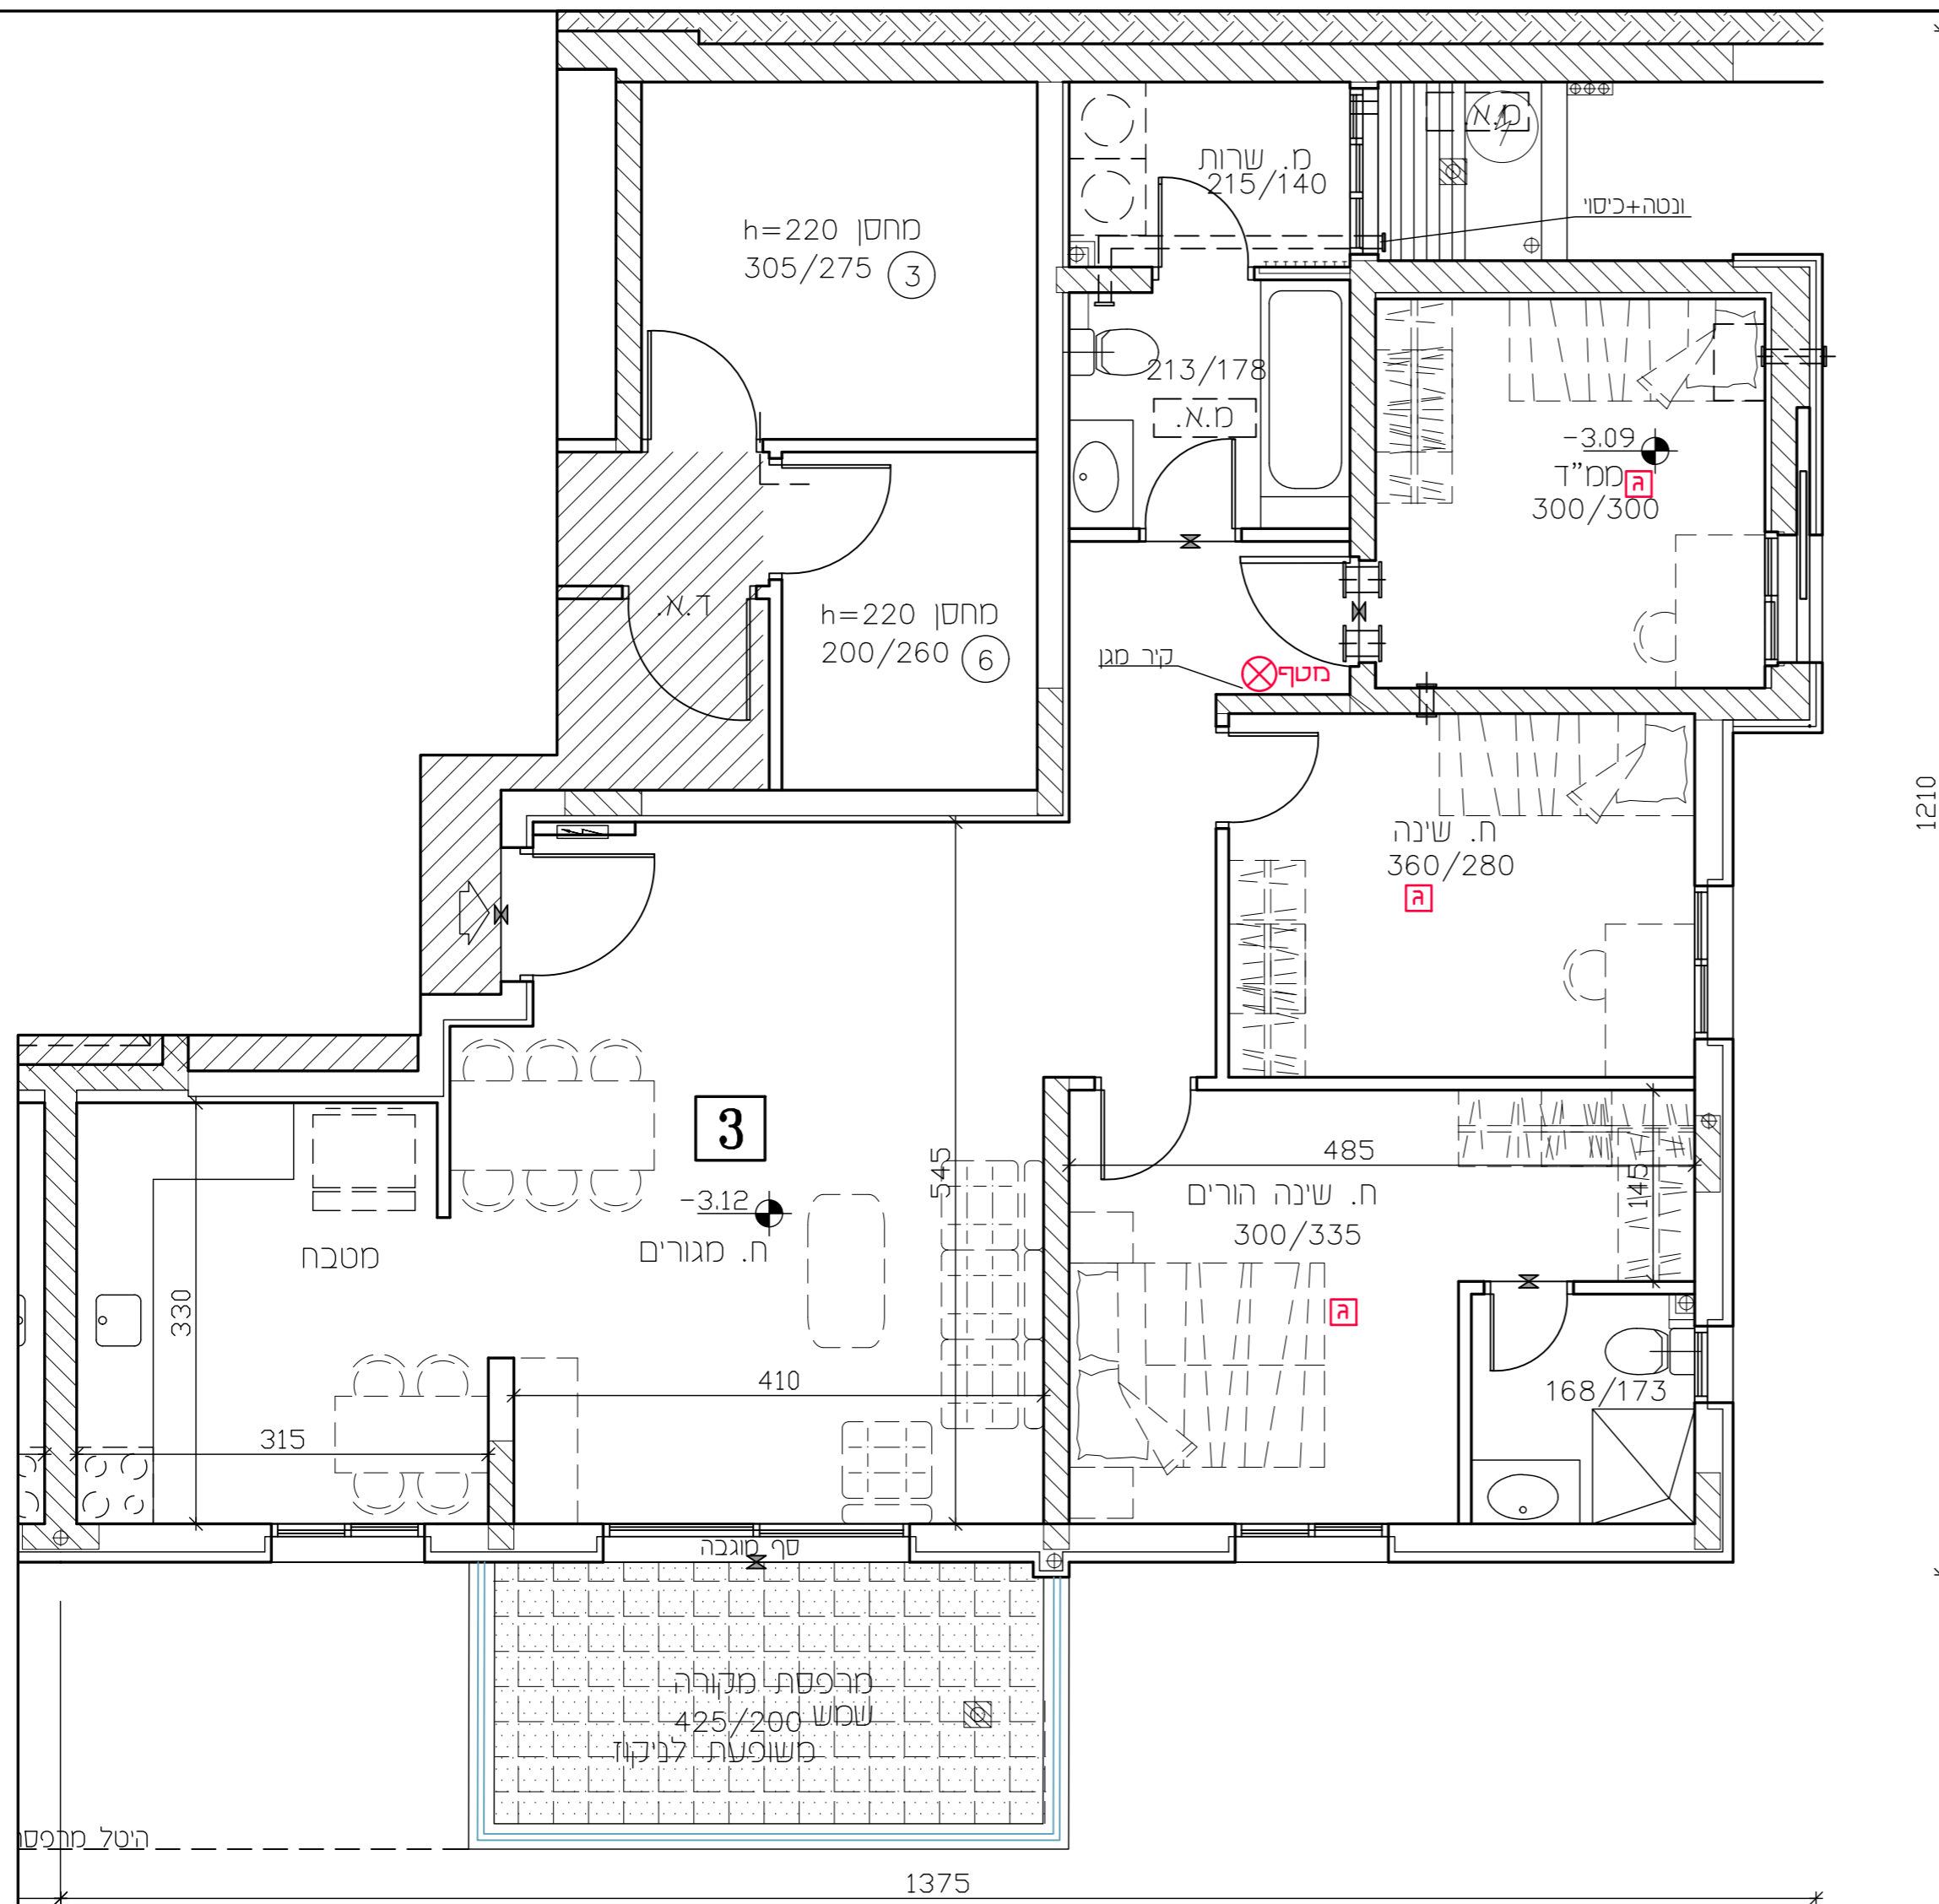 מ.א.
מ. שרות
215/140
ונטה+כיסוי
מחסן h=220
305/275
3
213/178
מ.א.
-3.09
ממ"ד
ג
300/300
ד.א.
מחסן h=220
200/260
6
קיר מגן
מטף
ח. שינה
360/280
ג
1210
3
545
485
145
-3.12
ח. מגורים
מטבח
ח. שינה הורים
300/335
330
ג
410
168/173
315
סף מוגבה
מרפסת מקורה
425/200 שמש
משופעת לניקוז
היטל מרפסת
1375